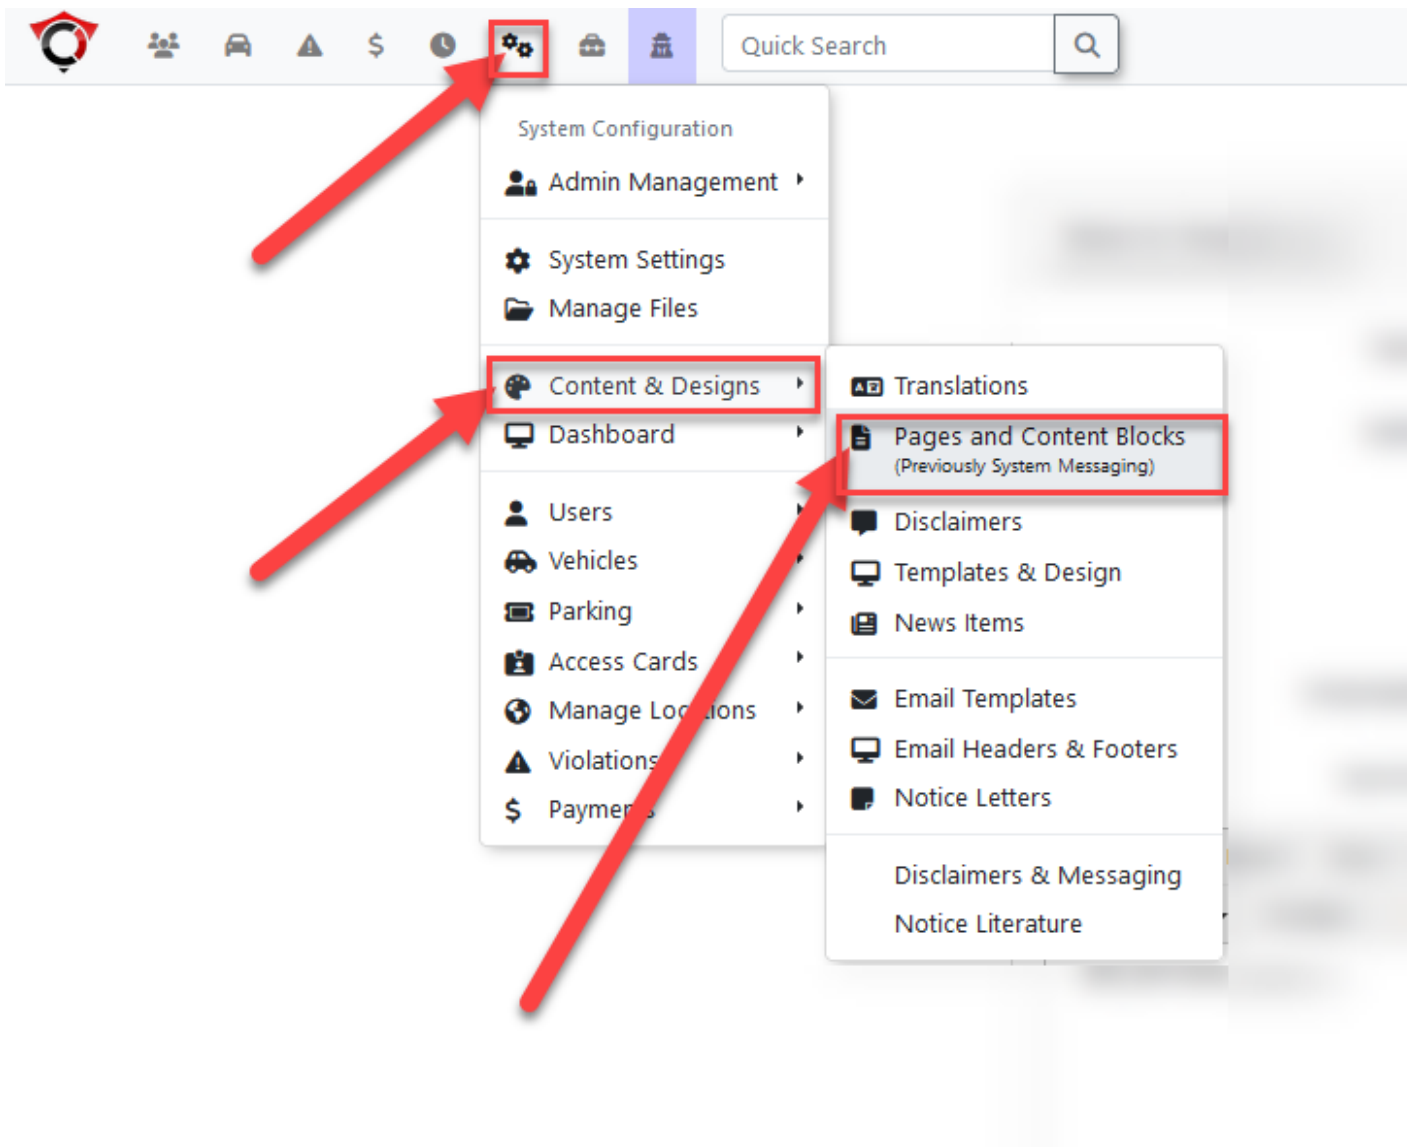 Quick Search
System Configuration
Admin Management
System Settings
Manage Files
Content & Designs
Dashboard
Users
Vehicles
Parking
Access Cards
Manage Locations
Violations
Payments
Translations
Pages and Content Blocks
(Previously System Messaging)
Disclaimers
Templates & Design
News Items
Email Templates
Email Headers & Footers
Notice Letters
Disclaimers & Messaging
Notice Literature